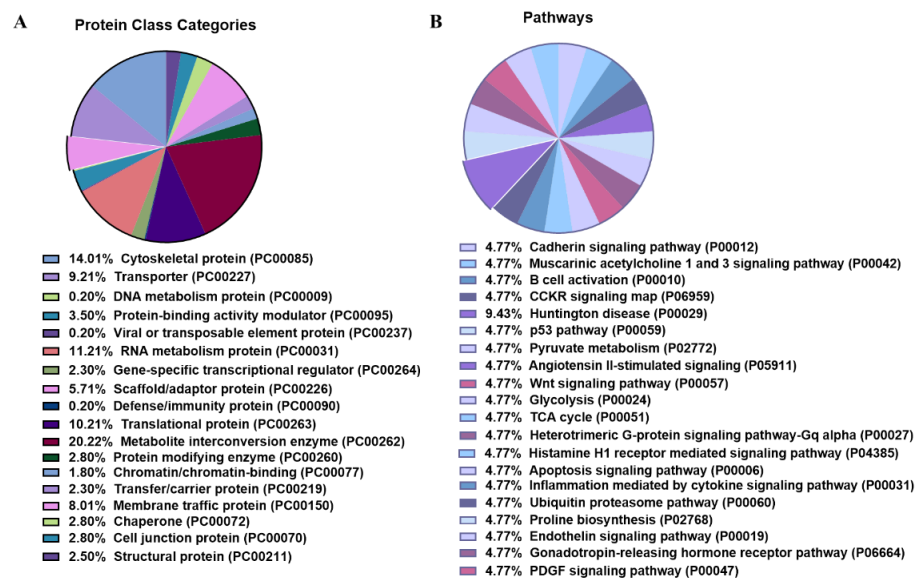 A
Protein Class Categories
14.01% Cytoskeletal protein (PC00085)
9.21% Transporter (PC00227)
0.20% DNA metabolism protein (PC00009)
3.50% Protein-binding activity modulator (PC00095)
0.20% Viral or transposable element protein (PC00237)
11.21% RNA metabolism protein (PC00031)
2.30% Gene-specific transcriptional regulator (PC00264)
5.71% Scaffold/adaptor protein (PC00226)
0.20% Defense/immunity protein (PC00090)
10.21% Translational protein (PC00263)
20.22% Metabolite interconversion enzyme (PC00262)
2.80% Protein modifying enzyme (PC00260)
1.80% Chromatin/chromatin-binding (PC00077)
2.30% Transfer/carrier protein (PC00219)
8.01% Membrane traffic protein (PC00150)
2.80% Chaperone (PC00072)
2.80% Cell junction protein (PC00070)
2.50% Structural protein (PC00211)
B
Pathways
4.77% Cadherin signaling pathway (P00012)
4.77% Muscarinic acetylcholine 1 and 3 signaling pathway (P00042)
4.77% B cell activation (P00010)
4.77% CCKR signaling map (P06959)
9.43% Huntington disease (P00029)
4.77% p53 pathway (P00059)
4.77% Pyruvate metabolism (P02772)
4.77% Angiotensin II-stimulated signaling (P05911)
4.77% Wnt signaling pathway (P00057)
4.77% Glycolysis (P00024)
4.77% TCA cycle (P00051)
4.77% Heterotrimeric G-protein signaling pathway-Gq alpha (P00027)
4.77% Histamine H1 receptor mediated signaling pathway (P04385)
4.77% Apoptosis signaling pathway (P00006)
4.77% Inflammation mediated by cytokine signaling pathway (P00031)
4.77% Ubiquitin proteasome pathway (P00060)
4.77% Proline biosynthesis (P02768)
4.77% Endothelin signaling pathway (P00019)
4.77% Gonadotropin-releasing hormone receptor pathway (P06664)
4.77% PDGF signaling pathway (P00047)